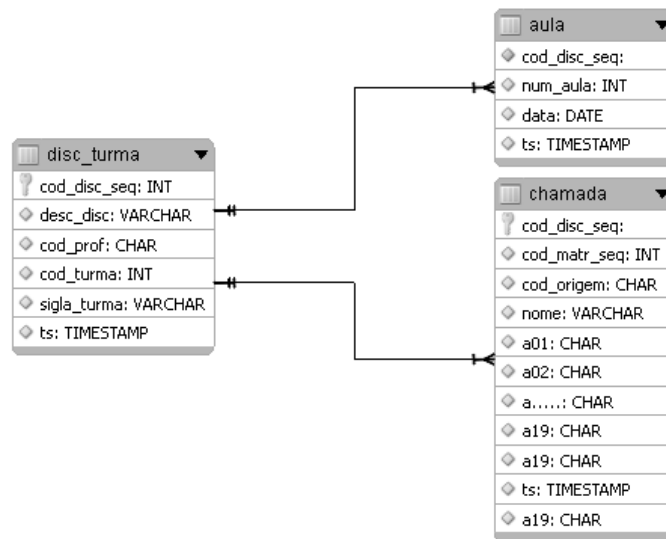 disc_turma
cod_disc_seq: INT
desc_disc: VARCHAR
cod_prof: CHAR
cod_turma: INT
sigla_turma: VARCHAR
ts: TIMESTAMP
aula
cod_disc_seq:
num_aula: INT
data: DATE
ts: TIMESTAMP
chamada
cod_disc_seq:
cod_matr_seq: INT
cod_origem: CHAR
nome: VARCHAR
a01: CHAR
a02: CHAR
a.....: CHAR
a19: CHAR
a19: CHAR
ts: TIMESTAMP
a19: CHAR